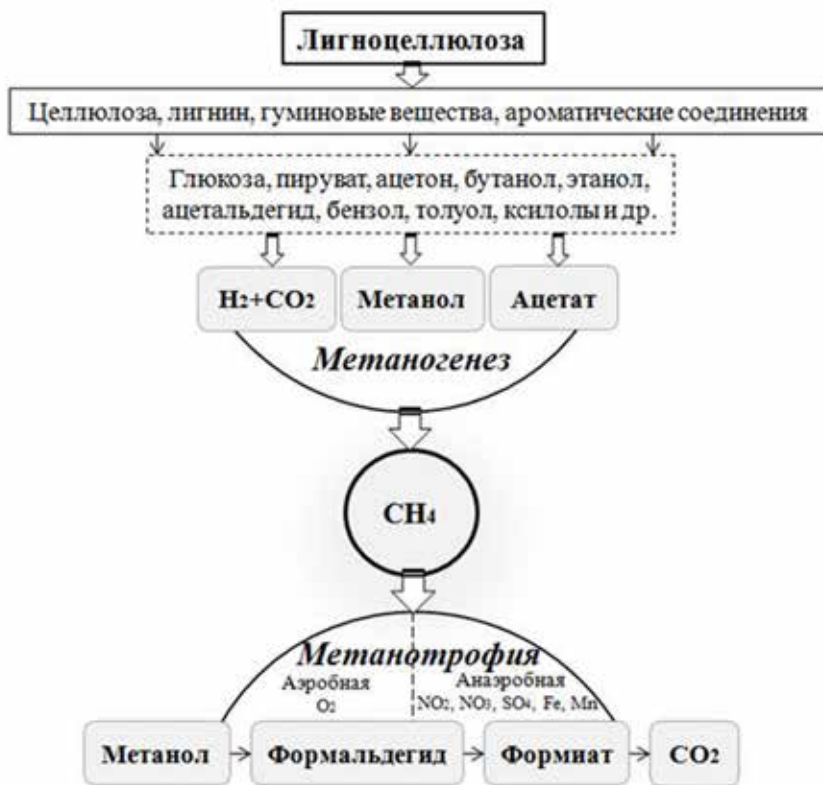 Лигноцеллюлоза
Целлюлоза, лигнин, гуминовые вещества, ароматические соединения
Глюкоза, пируват, ацетон, бутанол, этанол,
ацетальдегид, бензол, толуол, ксилолы и др.
H2+CO2
Метанол
Ацетат
Метаногенез
CH4
Метанотрофия
Аэробная
O2
Анаэробная
NO2, NO3, SO4, Fe, Mn
Метанол
Формальдегид
Формиат
CO2